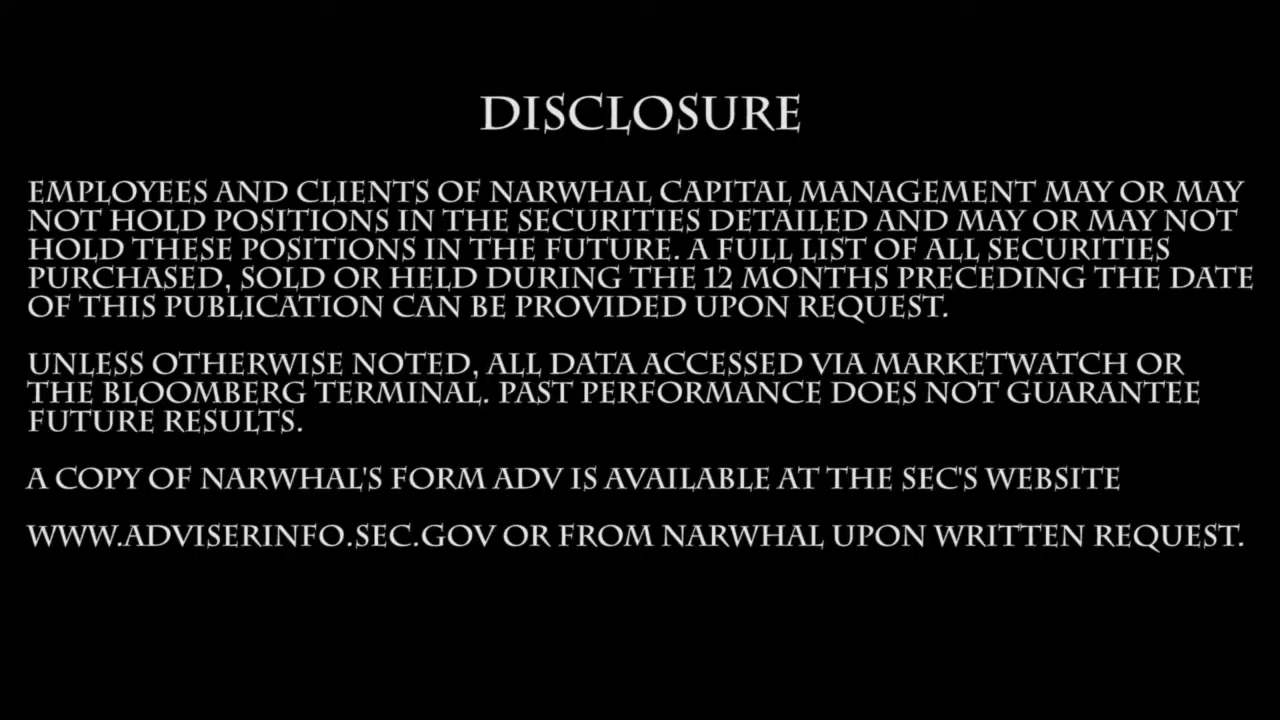 DISCLOSURE
EMPLOYEES AND CLIENTS OF NARWHAL CAPITAL MANAGEMENT MAY OR MAY
NOT HOLD POSITIONS IN THE SECURITIES DETAILED AND MAY OR MAY NOT
HOLD THESE POSITIONS IN THE FUTURE. A FULL LIST OF ALL SECURITIES
PURCHASED, SOLD OR HELD DURING THE 12 MONTHS PRECEDING THE DATE
OF THIS PUBLICATION CAN BE PROVIDED UPON REQUEST.
UNLESS OTHERWISE NOTED, ALL DATA ACCESSED VIA MARKETWATCH OR
THE BLOOMBERG TERMINAL. PAST PERFORMANCE DOES NOT GUARANTEE
FUTURE RESULTS.
A COPY OF NARWHAL'S FORM ADV IS AVAILABLE AT THE SEC'S WEBSITE
WWW.ADVISERINFO.SEC.GOV OR FROM NARWHAL UPON WRITTEN REQUEST.